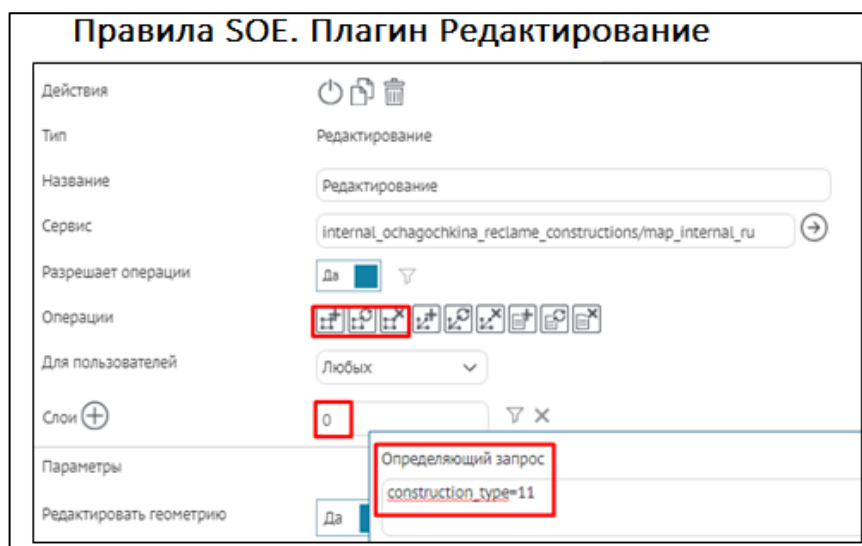 Правила SOE. Плагин Редактирование
Действия
Тип Редактирование
Название Редактирование
Сервис internal_ochagochkina_reclame_constructions/map_internal_ru
Разрешает операции Да
Операции
Для пользователей Любых
Слои 0
Определяющий запрос
Параметры
construction_type=11
Редактировать геометрию Да